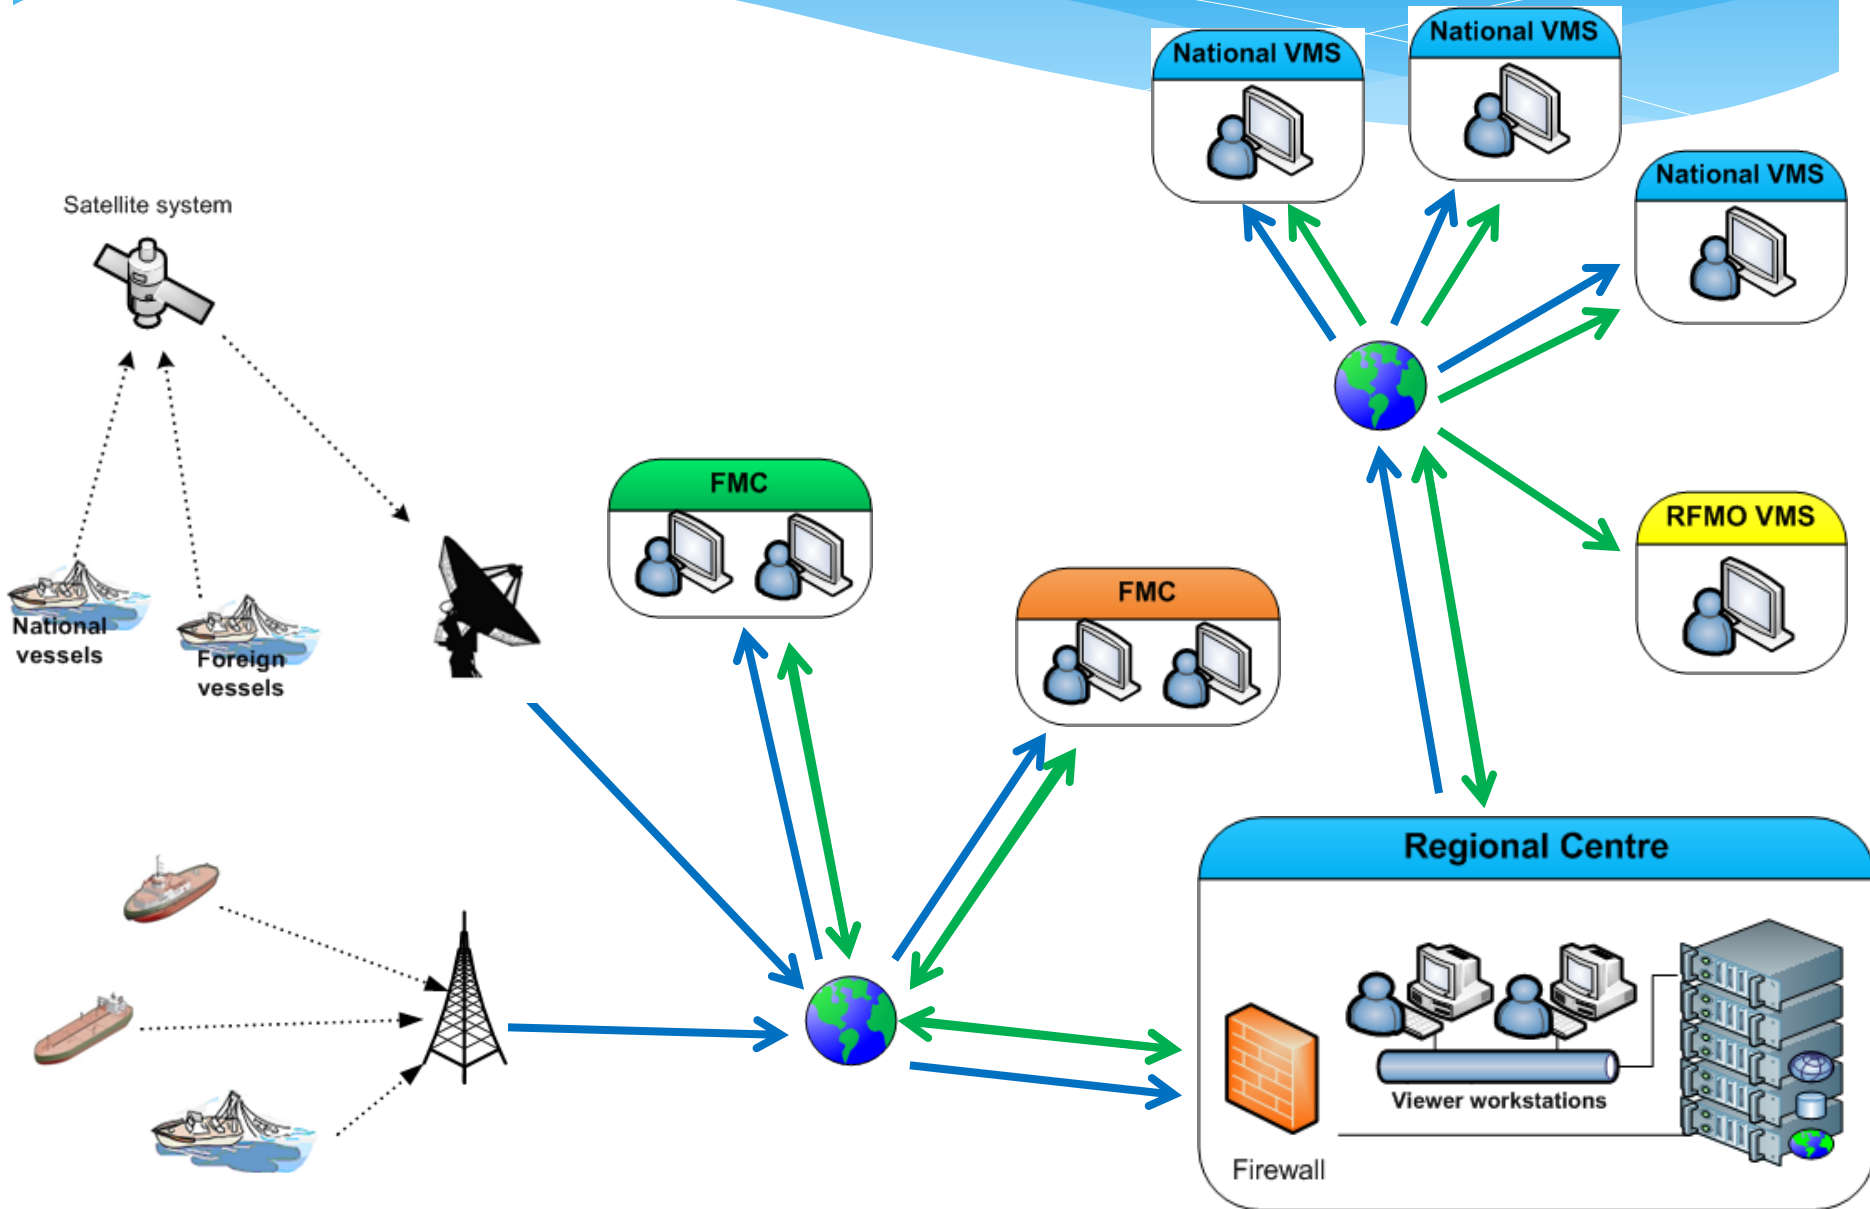 National VMS
National VMS
National VMS
Satellite system
FMC
RFMO VMS
FMC
National
vessels
Foreign
vessels
Regional Centre
Viewer workstations
Firewall